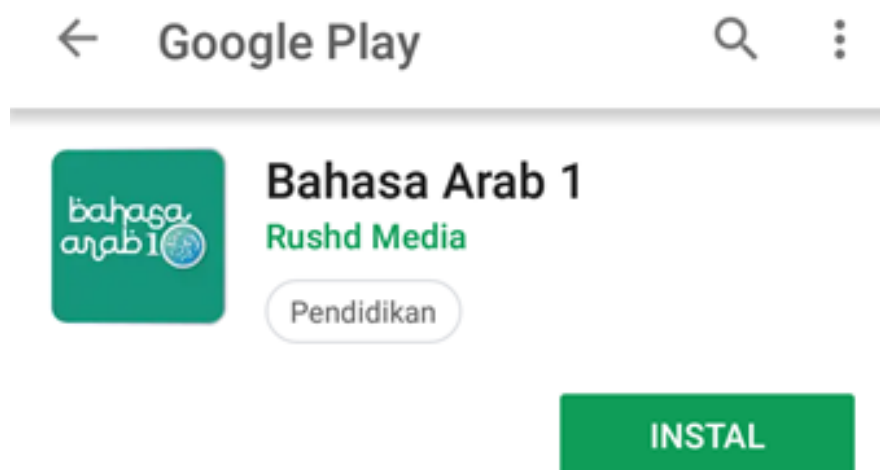 Google Play
bahasa
arab 1
Bahasa Arab 1
Rushd Media
Pendidikan
INSTAL